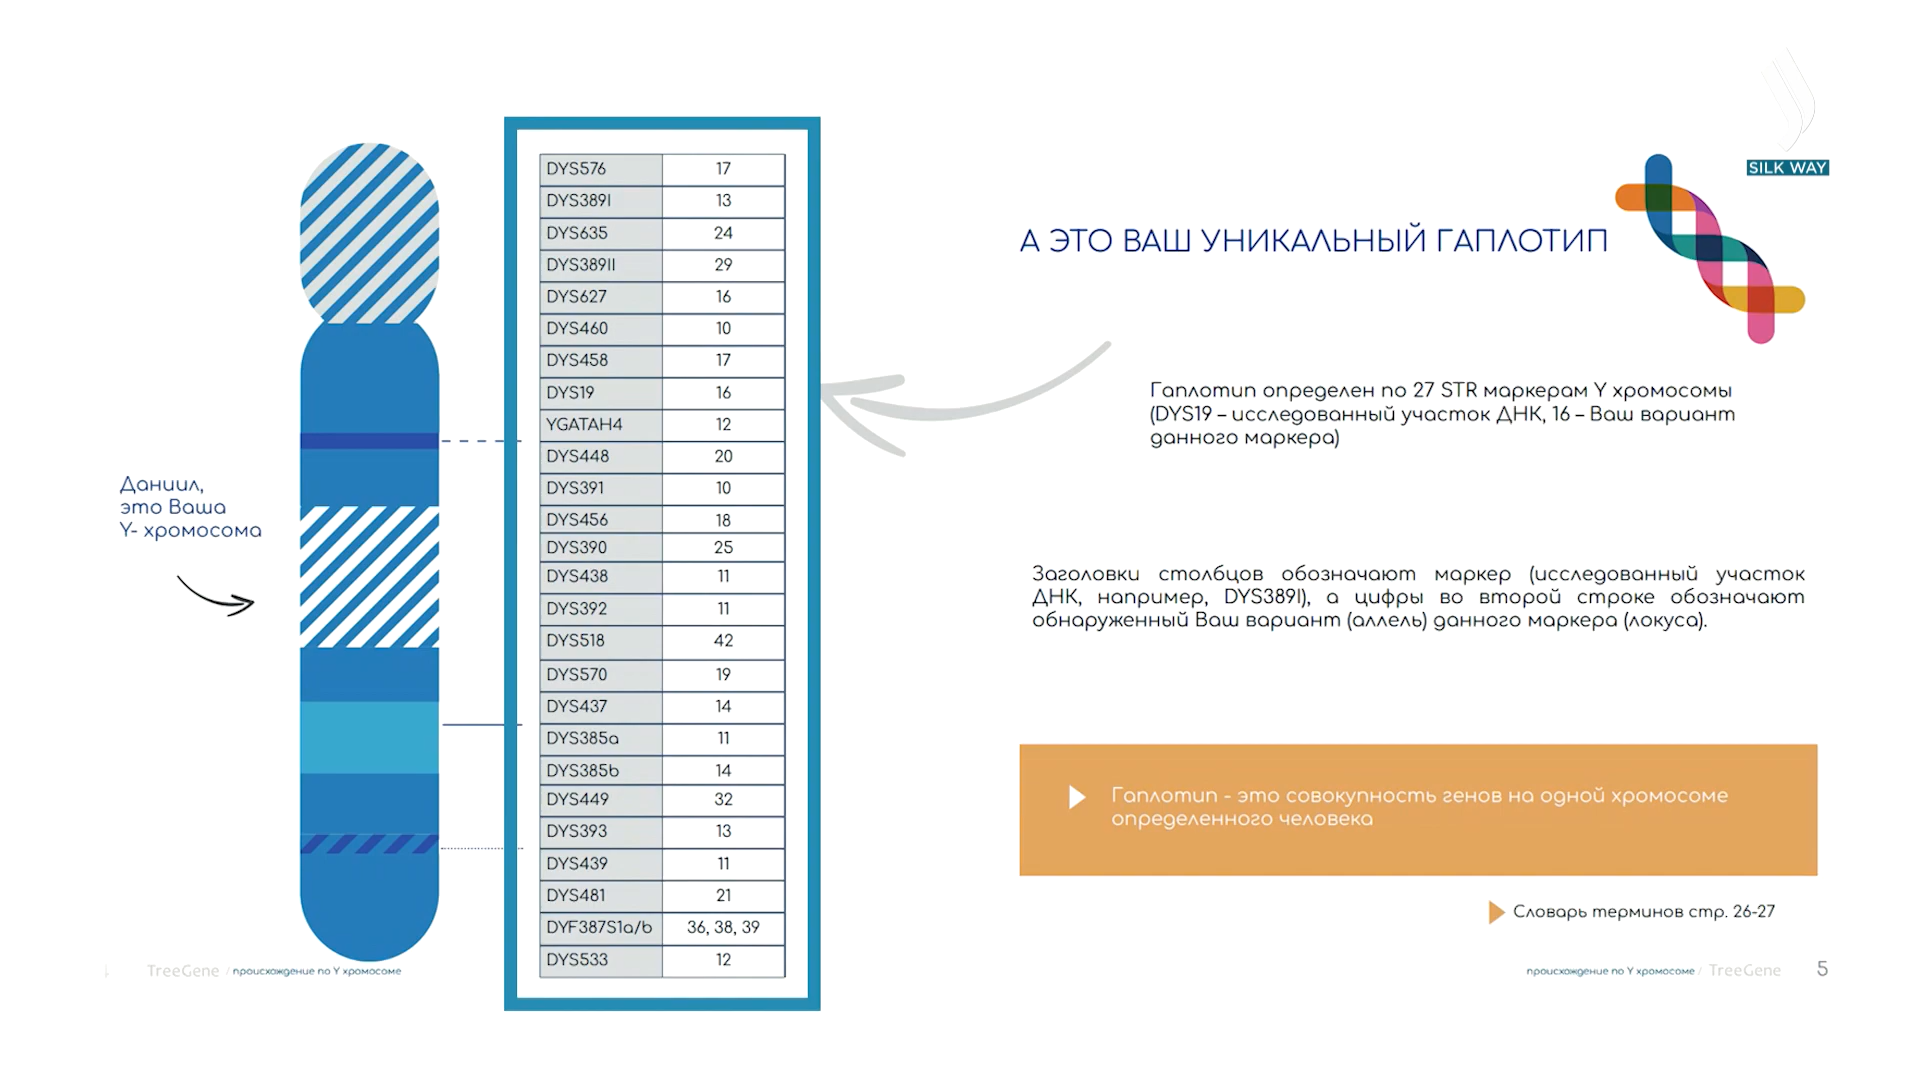 SILK WAY
А ЭТО ВАШ УНИКАЛЬНЫЙ ГАПЛОТИП
Даниил,
это Ваша
Y- хромосома
DYS576 17
DYS389I 13
DYS635 24
DYS389II 29
DYS627 16
DYS460 10
DYS458 17
DYS19 16
YGATAH4 12
DYS448 20
DYS391 10
DYS456 18
DYS390 25
DYS438 11
DYS392 11
DYS518 42
DYS570 19
DYS437 14
DYS385a 11
DYS385b 14
DYS449 32
DYS393 13
DYS439 11
DYS481 21
DYF387S1a/b 36, 38, 39
DYS533 12
Гаплотип определен по 27 STR маркерам Y хромосомы
(DYS19 – исследованный участок ДНК, 16 – Ваш вариант
данного маркера)
Заголовки столбцов обозначают маркер (исследованный участок
ДНК, например, DYS389I), а цифры во второй строке обозначают
обнаруженный Ваш вариант (аллель) данного маркера (локуса).
Гаплотип - это совокупность генов на одной хромосоме
определенного человека
Словарь терминов стр. 26-27
TreeGene / происхождение по Y хромосоме
происхождение по Y хромосоме / TreeGene 5